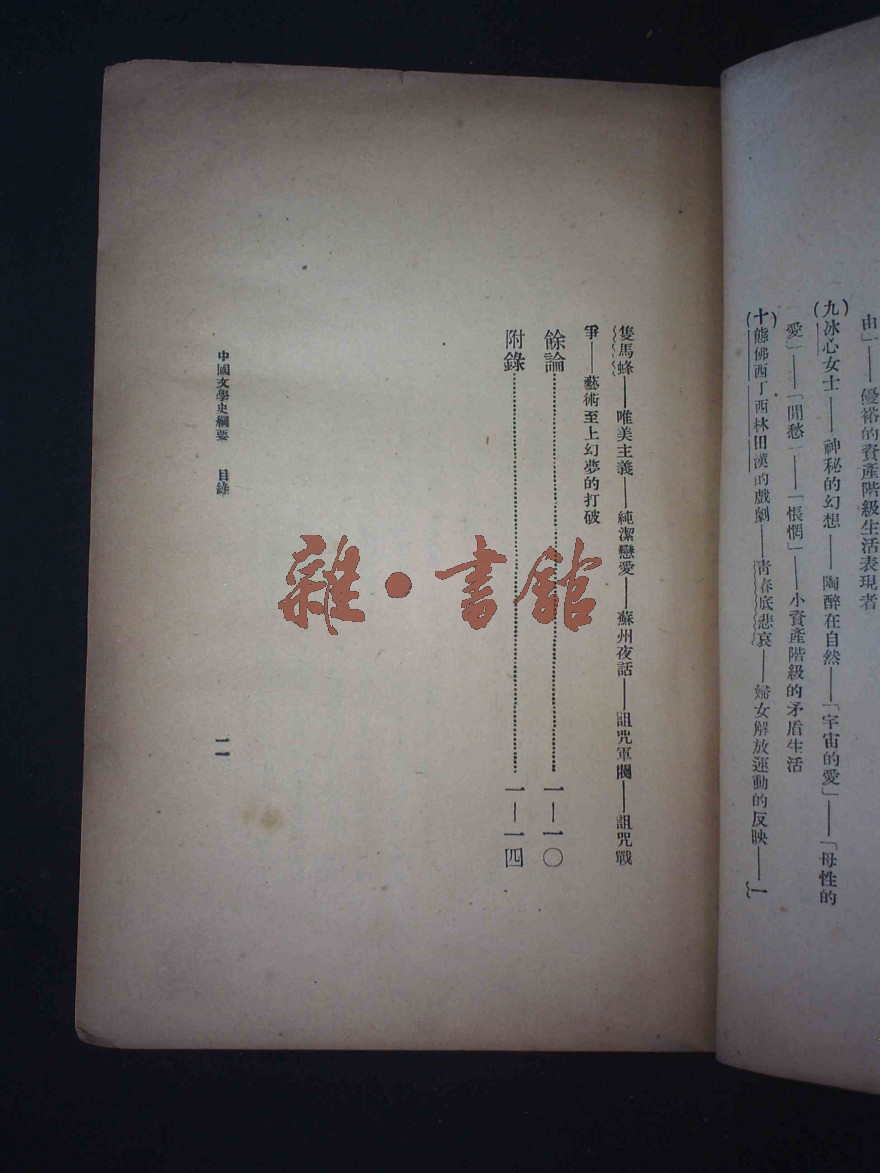 由」——優裕的資產階級生活表現者
(九)冰心女士——神秘的幻想——陶醉在自然——「宇宙的愛」——「母性的
愛」——「閒愁」——「悵惘」——小資產階級的矛盾生活
(十)熊佛西丁西林田漢的戲劇——青春底悲哀——婦女解放運動的反映——一
隻馬蜂——唯美主義——純潔戀愛——蘇州夜話——詛咒軍閥——詛咒戰
爭——藝術至上幻夢的打破
餘論……一—一〇
附錄……一—一四
中國文學史綱要 目錄
一一
雜·書館